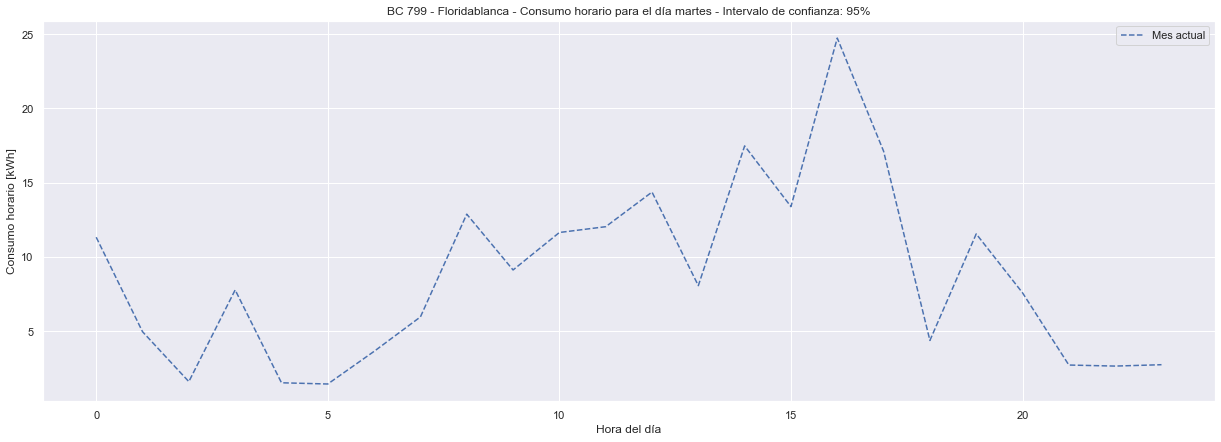 BC 799 - Floridablanca - Consumo horario para el día martes - Intervalo de confianza: 95%
Mes actual
Consumo horario [kWh]
25
20
15
10
5
0
5
10
15
20
Hora del día